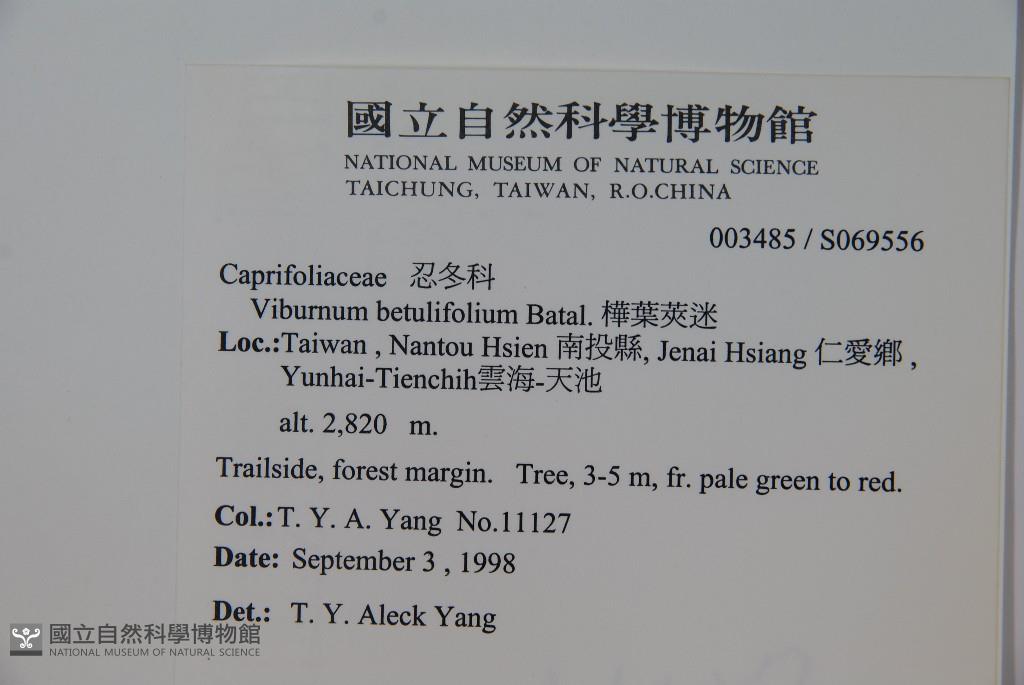 國立自然科學博物館
NATIONAL MUSEUM OF NATURAL SCIENCE
TAICHUNG, TAIWAN, R.O.CHINA
003485 / S069556
Caprifoliaceae 忍冬科
Viburnum betulifolium Batal. 樺葉莢迷
Loc.:Taiwan , Nantou Hsien 南投縣, Jenai Hsiang 仁愛鄉 ,
Yunhai-Tienchih雲海-天池
alt. 2,820 m.
Trailside, forest margin. Tree, 3-5 m, fr. pale green to red.
Col.:T. Y. A. Yang No.11127
Date: September 3 , 1998
Det.: T. Y. Aleck Yang
國立自然科學博物館
NATIONAL MUSEUM OF NATURAL SCIENCE